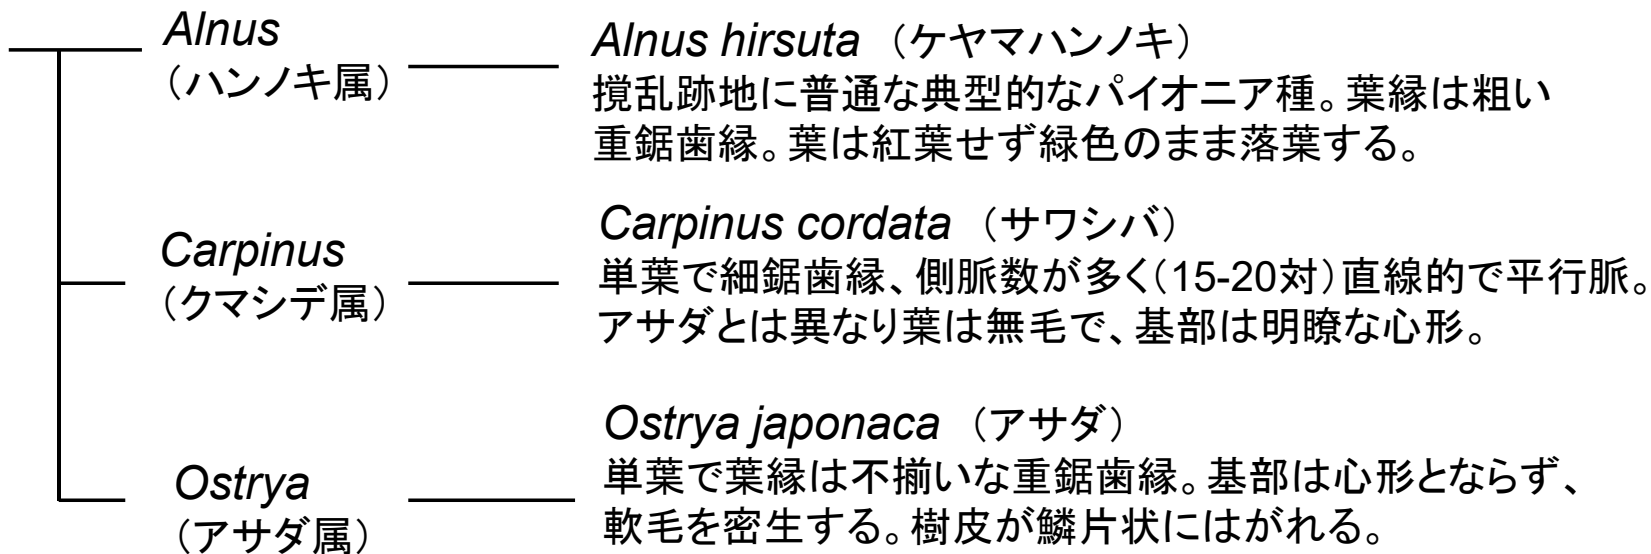 Alnus
（ハンノキ属）
Alnus hirsuta （ケヤマハンノキ）
撹乱跡地に普通な典型的なパイオニア種。葉縁は粗い
重鋸歯縁。葉は紅葉せず緑色のまま落葉する。
Carpinus
（クマシデ属）
Carpinus cordata （サワシバ）
単葉で細鋸歯縁、側脈数が多く（15-20対）直線的で平行脈。
アサダとは異なり葉は無毛で、基部は明瞭な心形。
Ostrya
（アサダ属）
Ostrya japonaca （アサダ）
単葉で葉縁は不揃いな重鋸歯縁。基部は心形とならず、
軟毛を密生する。樹皮が鱗片状にはがれる。